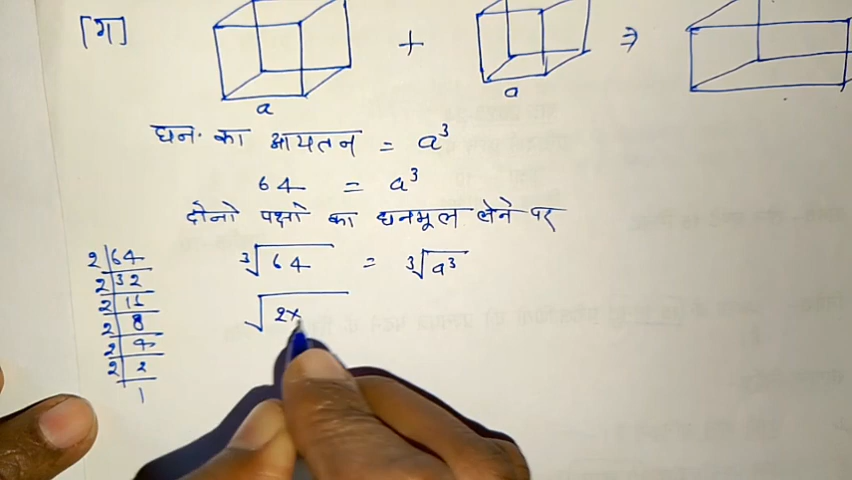 [ग]
+ ⇒
a a
घन. का आयतन = a³
64 = a³
दोनो पक्षो का घनमूल लेने पर
2 | 64
2 | 32
2 | 16
2 | 8
2 | 4
2 | 2
1
∛64 = ∛a³
√2×